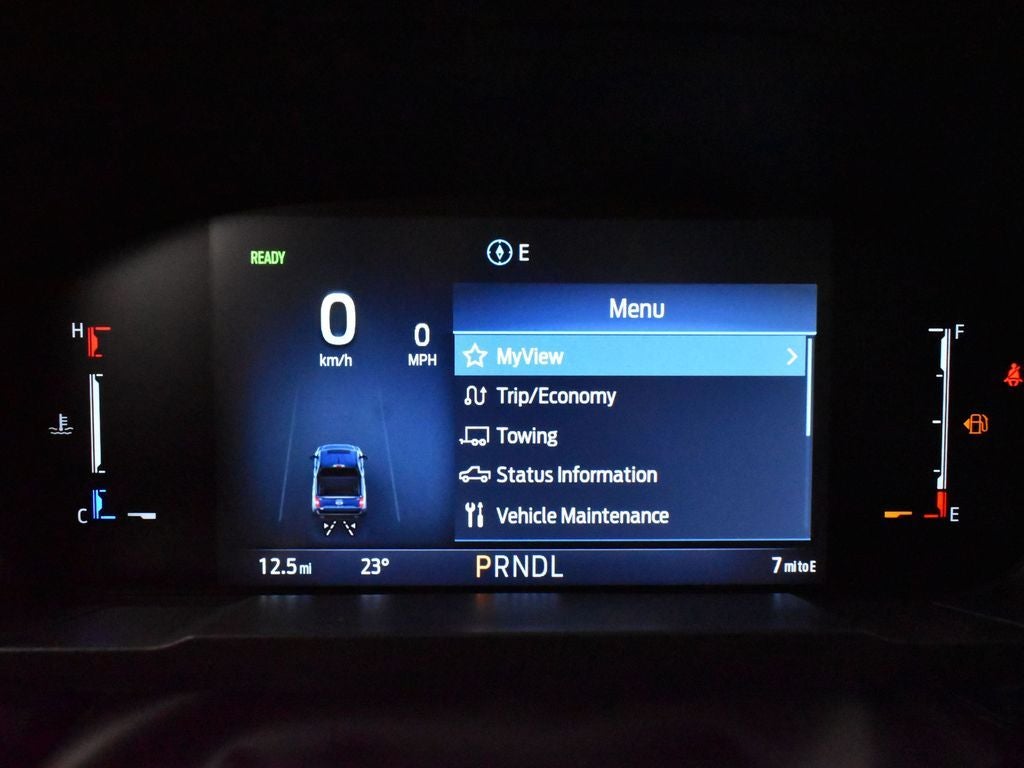 READY
E
0
km/h
0
MPH
Menu
MyView
Trip/Economy
Towing
Status Information
Vehicle Maintenance
H
C
F
E
12.5 mi
23°
PRNDL
7 mi to E